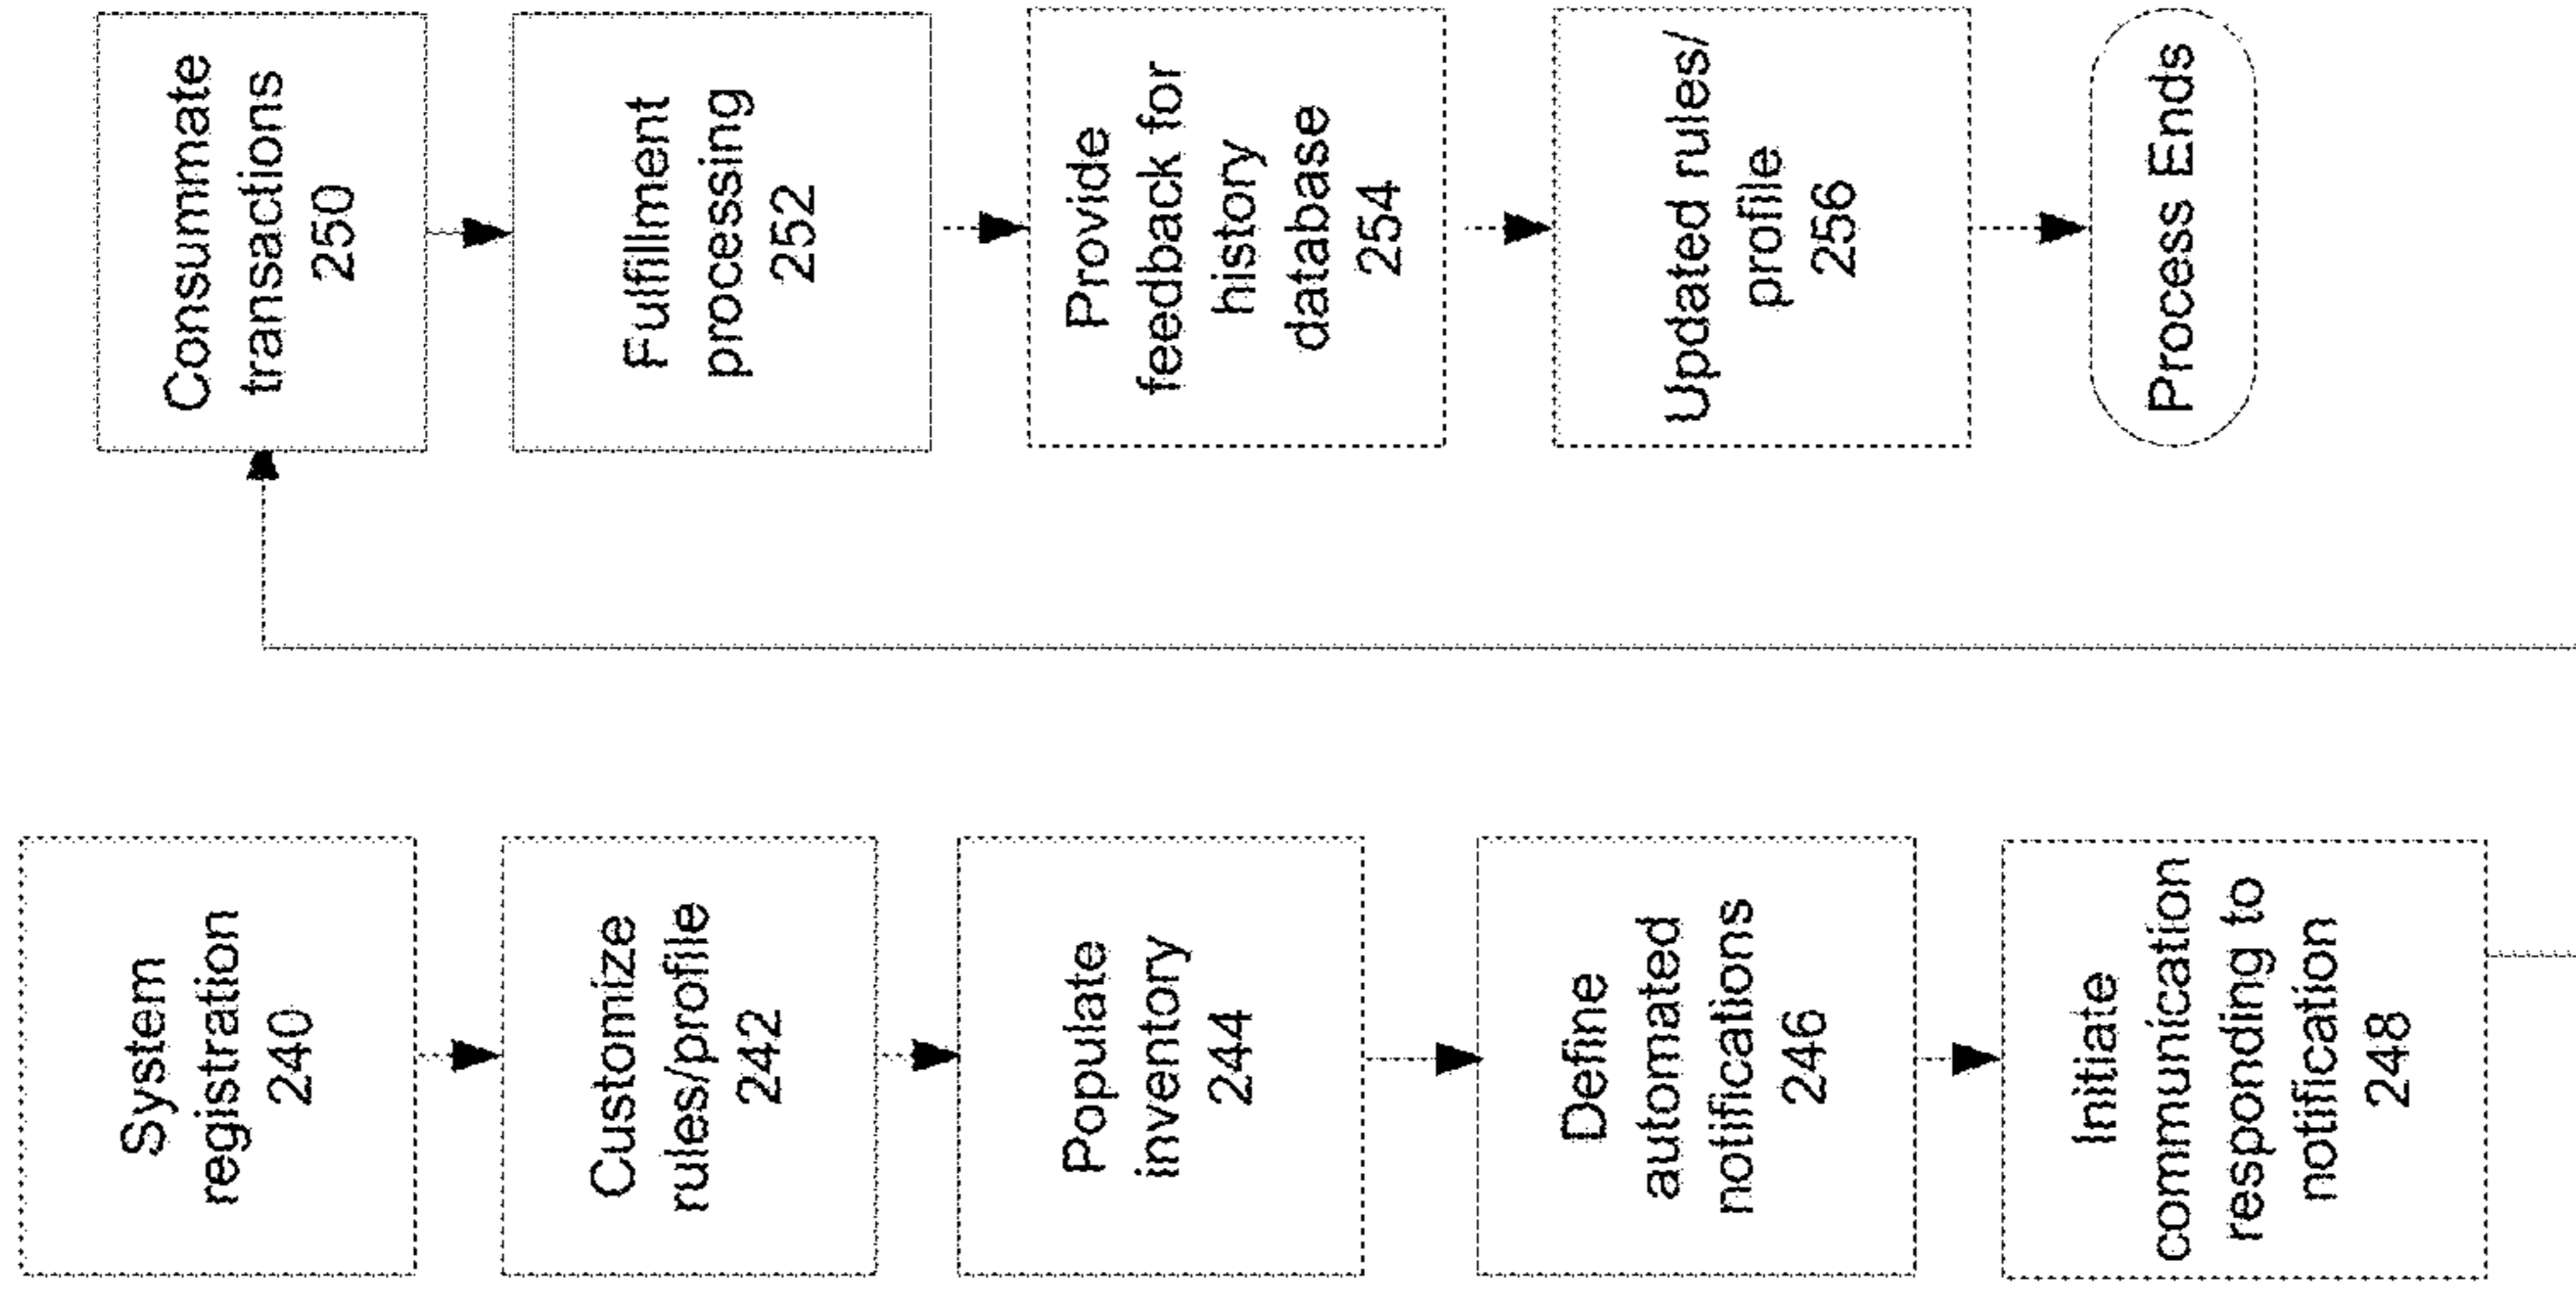 System
registration
240
Customize
rules/profile
242
Populate
inventory
244
Define
automated
notifications
246
Initiate
communication
responding to
notification
248
Consummate
transactions
250
Fulfillment
processing
252
Provide
feedback for
history
database
254
Updated rules/
profile
256
Process Ends